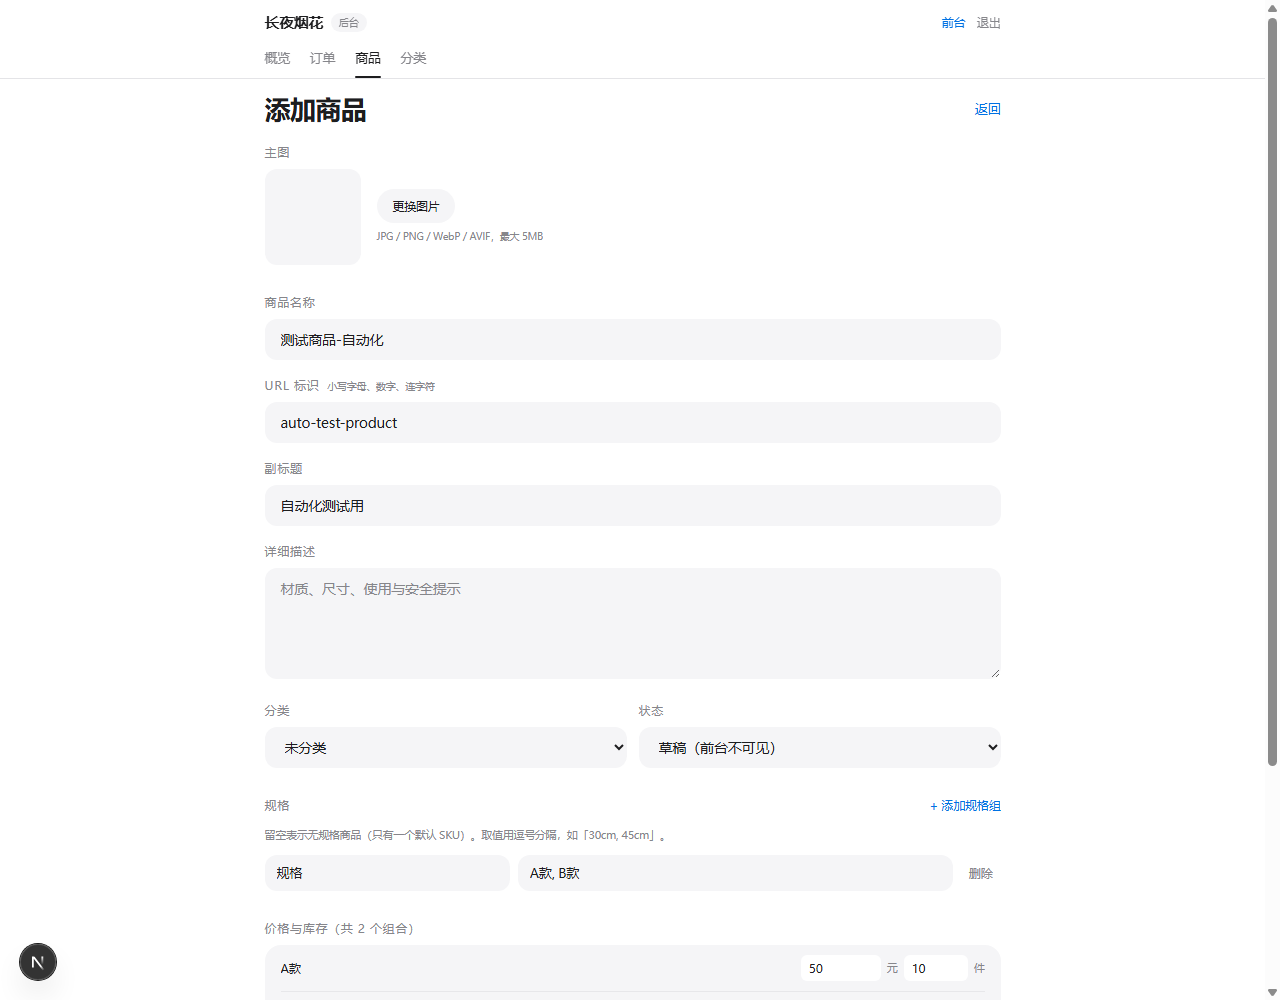 长夜烟花 后台 前台 退出
概览 订单 商品 分类
添加商品 返回
主图
更换图片
JPG / PNG / WebP / AVIF，最大 5MB
商品名称
测试商品-自动化
URL 标识 小写字母、数字、连字符
auto-test-product
副标题
自动化测试用
详细描述
材质、尺寸、使用与安全提示
分类 状态
未分类 草稿（前台不可见）
规格 + 添加规格组
留空表示无规格商品（只有一个默认 SKU）。取值用逗号分隔，如「30cm, 45cm」。
规格 A款, B款 删除
价格与库存（共 2 个组合）
A款 50 元 10 件
N